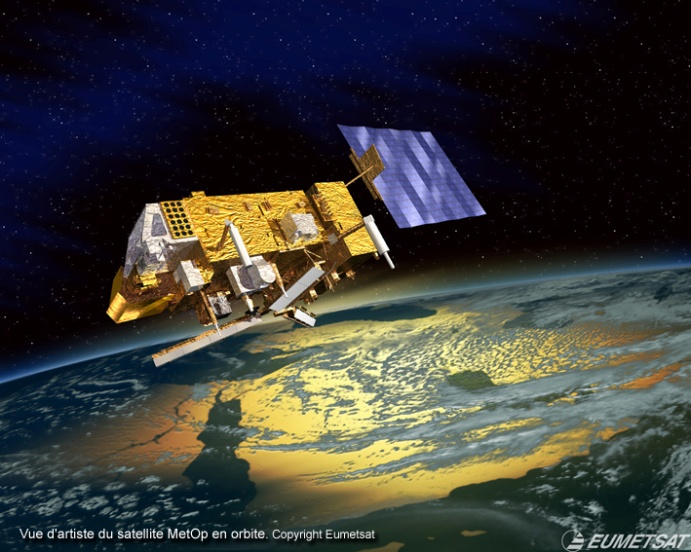 Vue d'artiste du satellite MetOp en orbite. Copyright Eumetsat
EUMETSAT